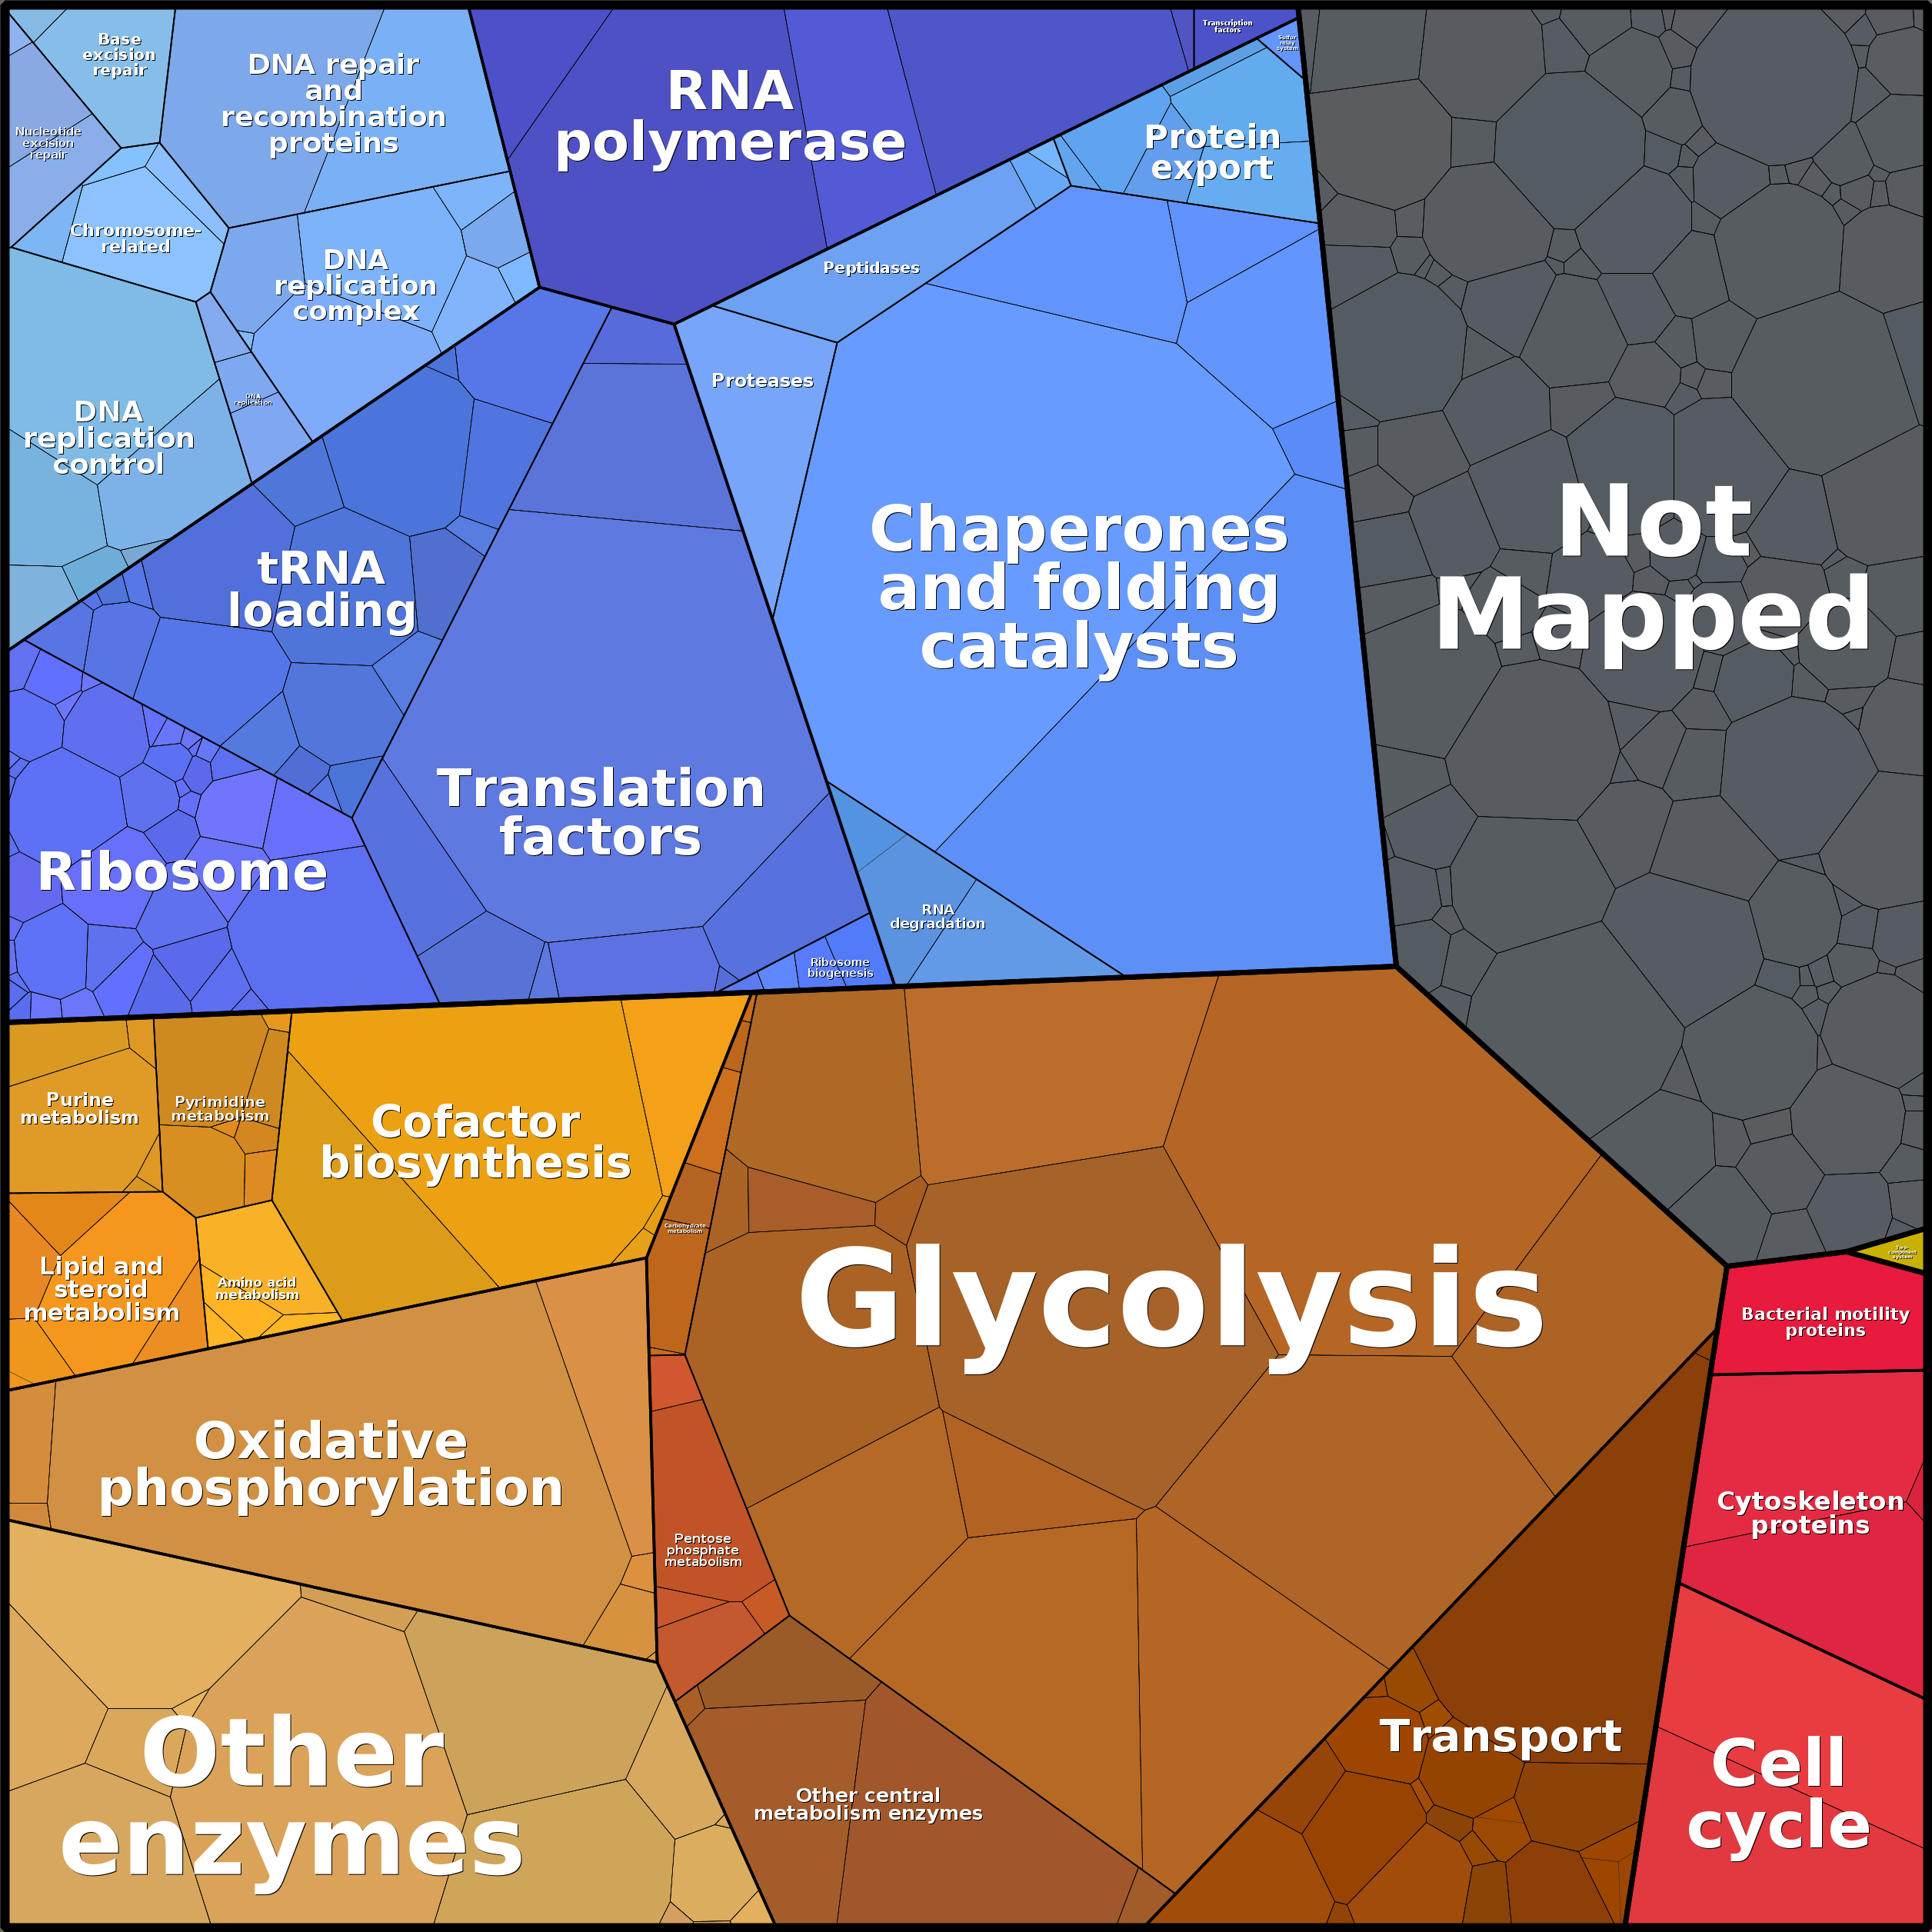 Base
excision
repair
DNA repair
and
recombination
proteins
RNA
polymerase
Transcription
factors
Sulfur
relay
system
Protein
export
Nucleotide
excision
repair
Chromosome-
related
DNA
replication
complex
Peptidases
Proteases
DNA
replication
control
DNA
replication
tRNA
loading
Chaperones
and folding
catalysts
Not
Mapped
Translation
factors
Ribosome
RNA
degradation
Ribosome
biogenesis
Purine
metabolism
Pyrimidine
metabolism
Cofactor
biosynthesis
Carbohydrate
metabolism
Lipid and
steroid
metabolism
Amino acid
metabolism
Glycolysis
Two-
component
system
Bacterial motility
proteins
Oxidative
phosphorylation
Cytoskeleton
proteins
Pentose
phosphate
metabolism
Other
enzymes
Other central
metabolism enzymes
Transport
Cell
cycle